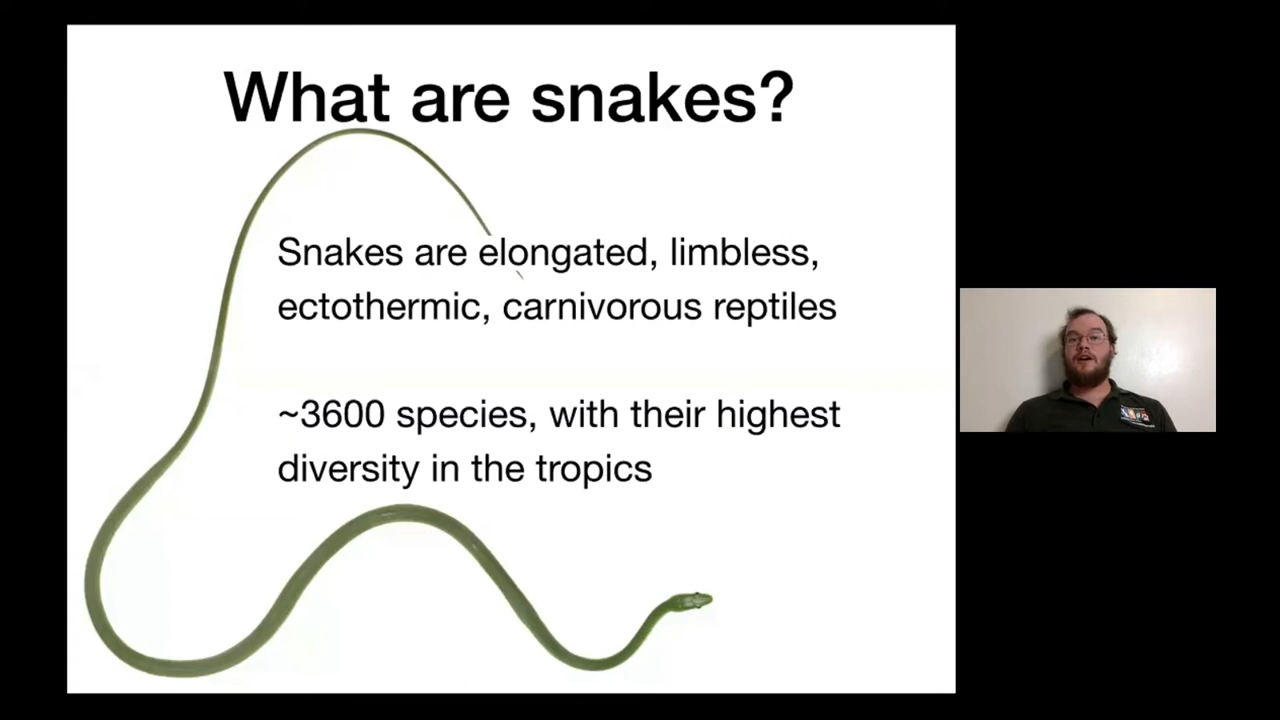 What are snakes?
Snakes are elongated, limbless,
ectothermic, carnivorous reptiles
~3600 species, with their highest
diversity in the tropics